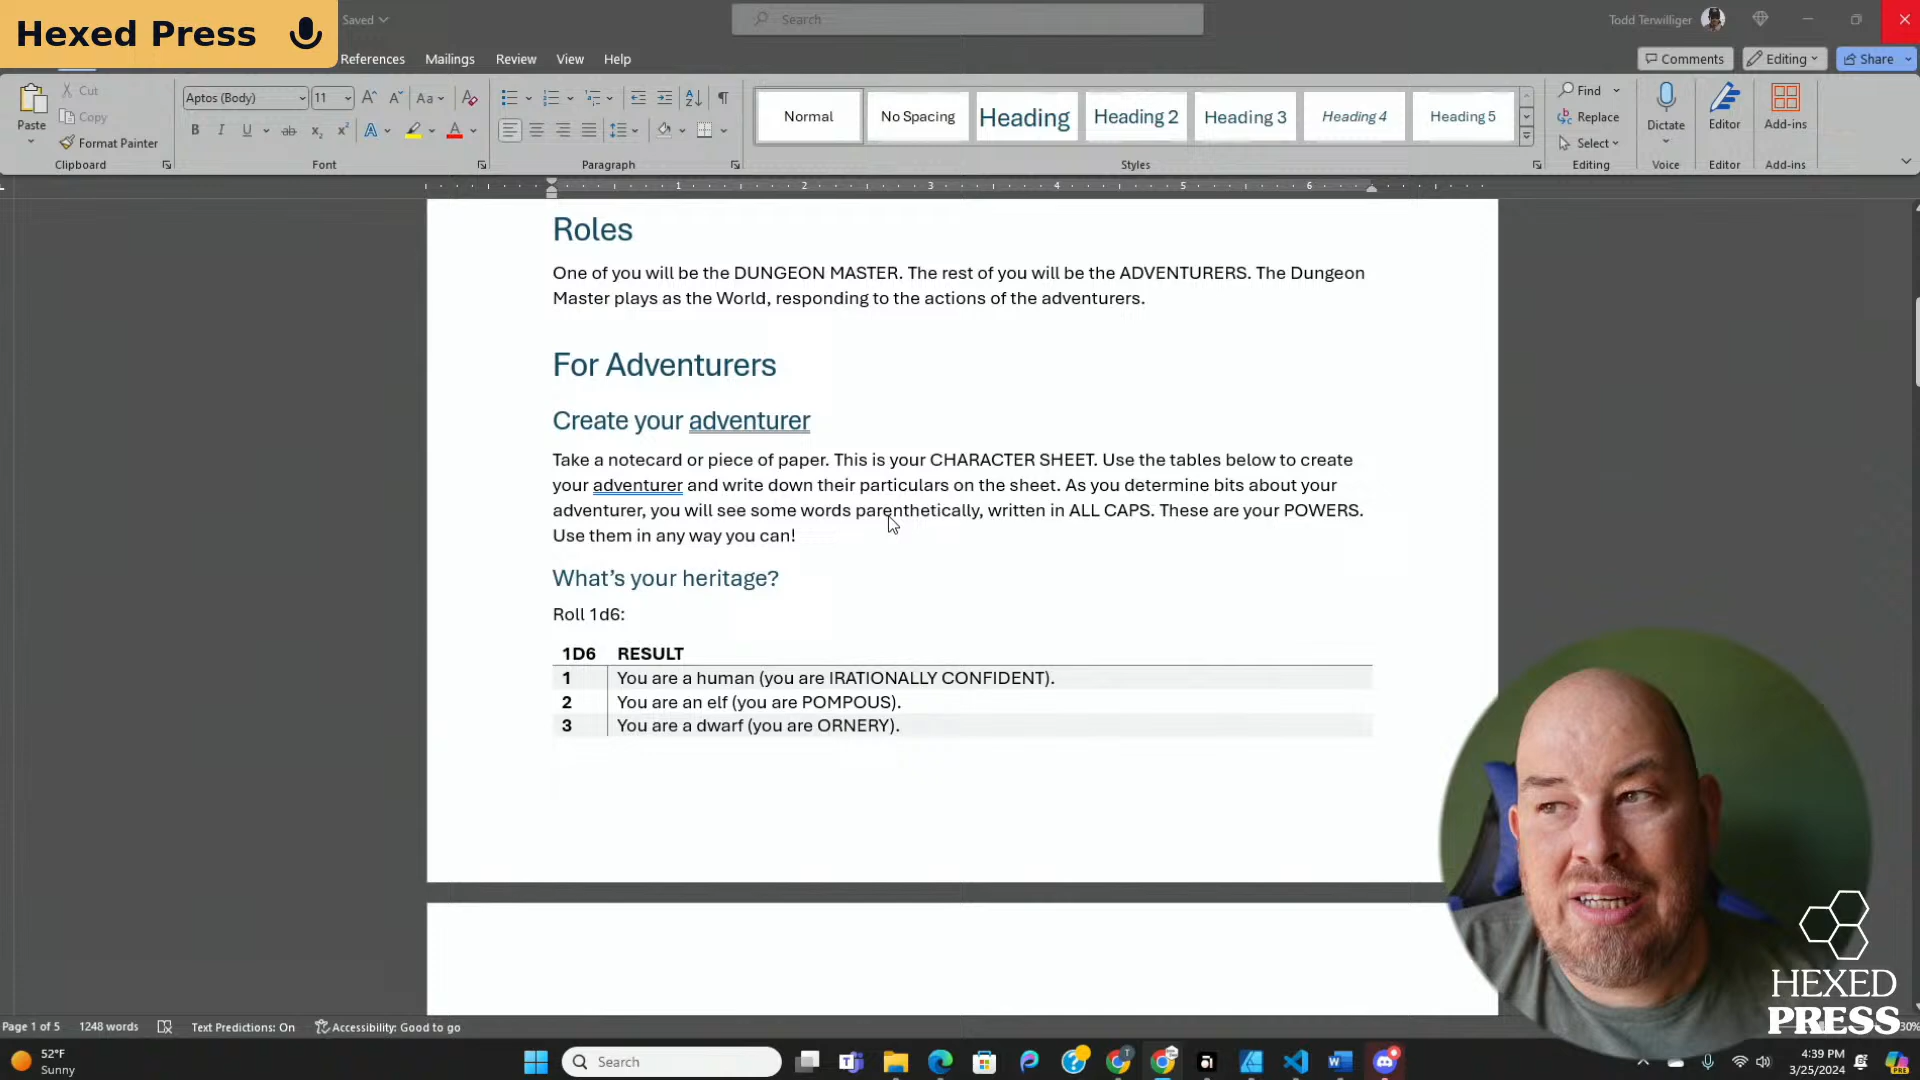 Hexed Press
Saved
Search
Todd Terwilliger
References Mailings Review View Help
Comments Editing Share
Paste
Cut
Copy
Format Painter
Clipboard
Aptos (Body) 11
Font
Paragraph
Normal No Spacing Heading Heading 2 Heading 3 Heading 4 Heading 5
Styles
Find
Replace
Select
Editing
Dictate
Voice
Editor
Editor
Add-ins
Add-ins
1 2 3 4 5 6
Roles
One of you will be the DUNGEON MASTER. The rest of you will be the ADVENTURERS. The Dungeon
Master plays as the World, responding to the actions of the adventurers.
For Adventurers
Create your adventurer
Take a notecard or piece of paper. This is your CHARACTER SHEET. Use the tables below to create
your adventurer and write down their particulars on the sheet. As you determine bits about your
adventurer, you will see some words parenthetically, written in ALL CAPS. These are your POWERS.
Use them in any way you can!
What's your heritage?
Roll 1d6:
1D6 RESULT
1 You are a human (you are IRATIONALLY CONFIDENT).
2 You are an elf (you are POMPOUS).
3 You are a dwarf (you are ORNERY).
HEXED
PRESS
Page 1 of 5 1248 words Text Predictions: On Accessibility: Good to go
52°F
Sunny
Search
4:39 PM
3/25/2024